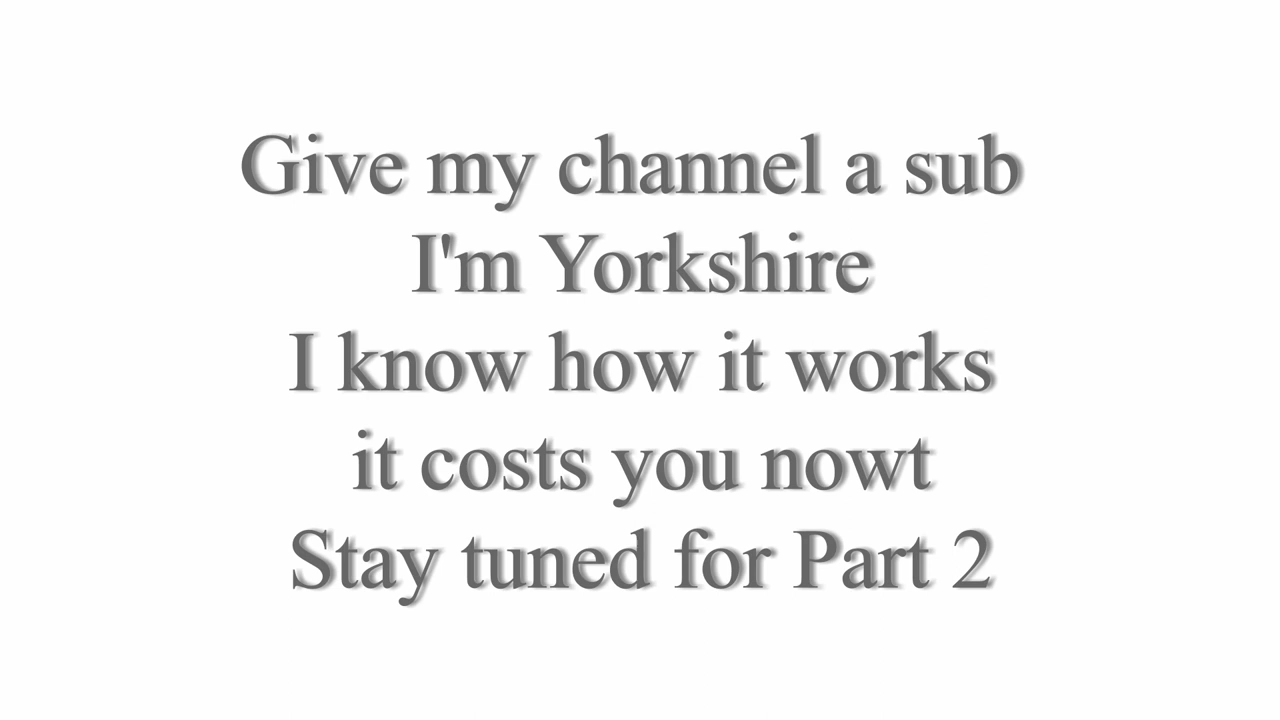 Give my channel a sub
I'm Yorkshire
I know how it works
it costs you nowt
Stay tuned for Part 2